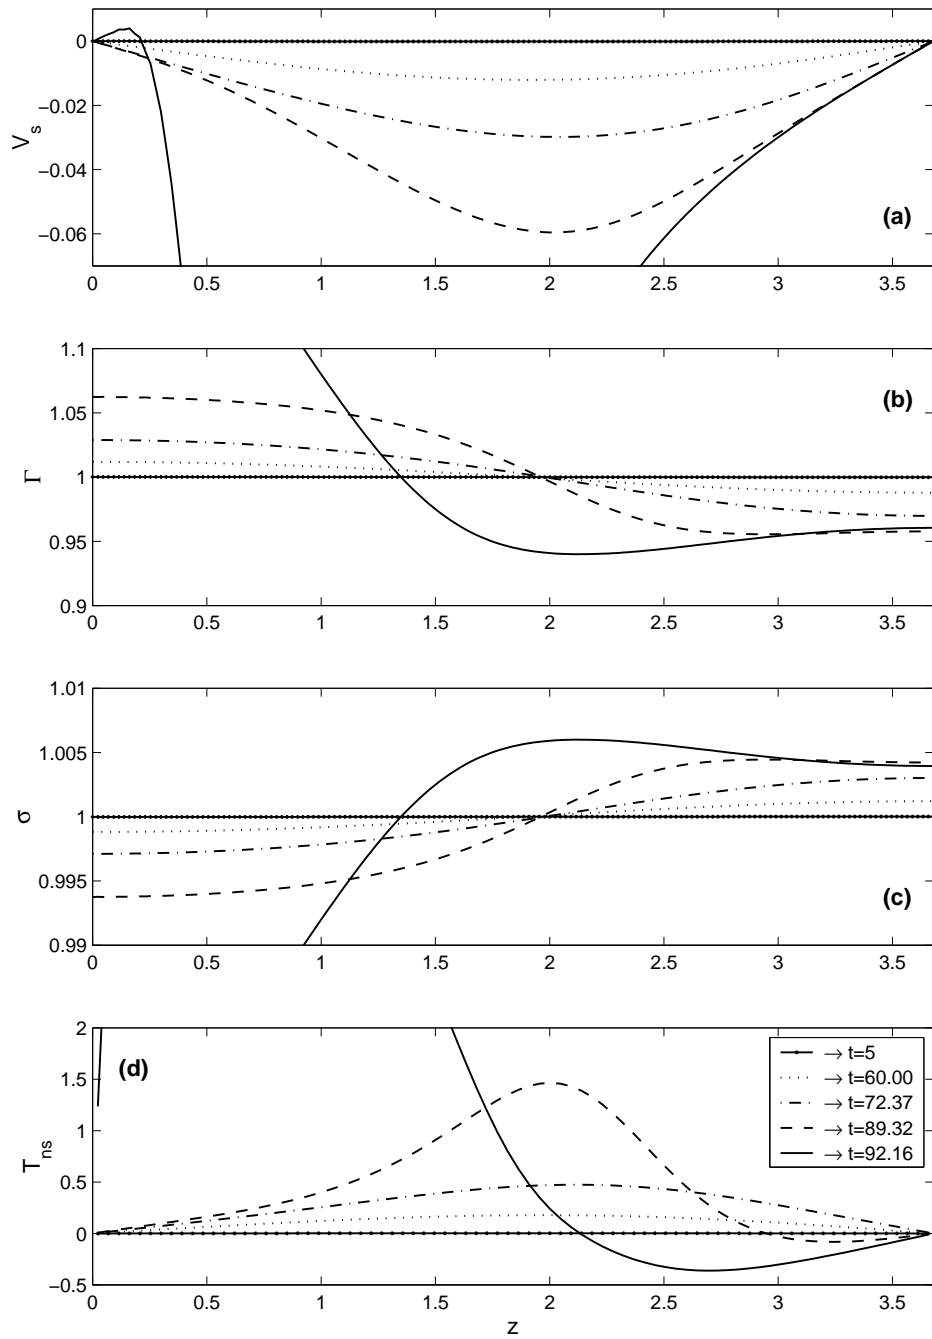 0
−0.02
−0.04
−0.06
V_s
(a)
0 0.5 1 1.5 2 2.5 3 3.5
1.1
1.05
1
0.95
0.9
Γ
(b)
0 0.5 1 1.5 2 2.5 3 3.5
1.01
1.005
1
0.995
0.99
σ
(c)
0 0.5 1 1.5 2 2.5 3 3.5
2
1.5
1
0.5
0
−0.5
T_ns
(d)
→ t=5
→ t=60.00
→ t=72.37
→ t=89.32
→ t=92.16
0 0.5 1 1.5 2 2.5 3 3.5
z